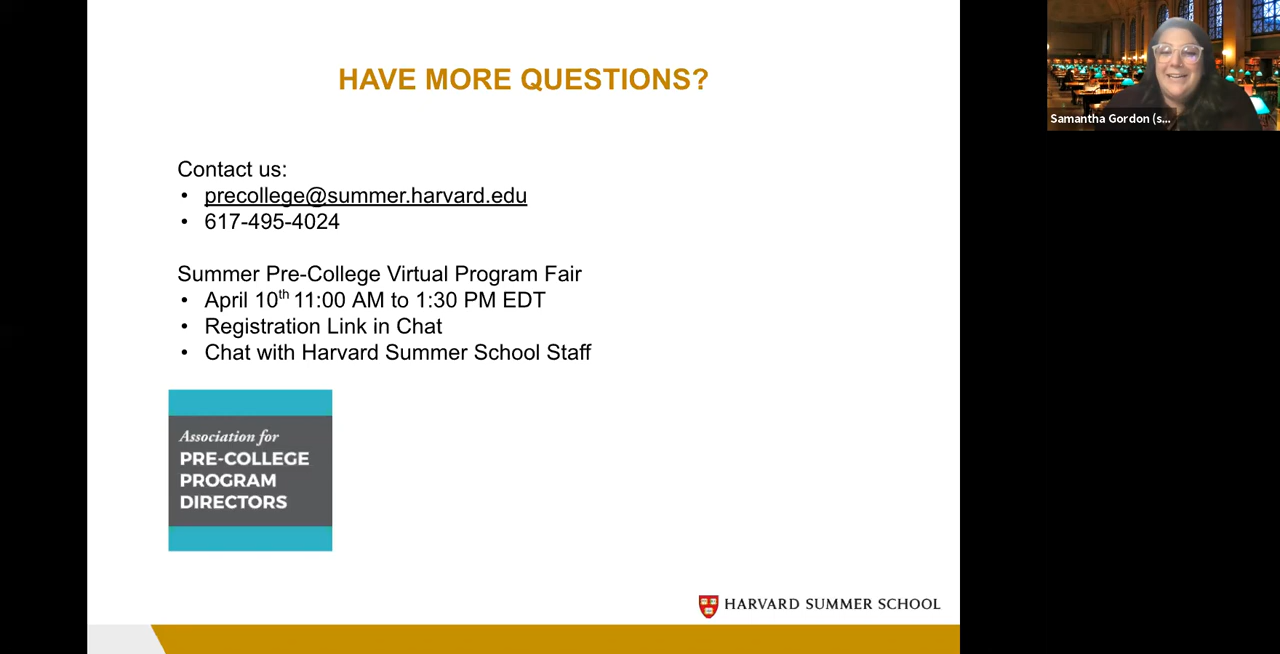 HAVE MORE QUESTIONS?
Samantha Gordon (s...
Contact us:
• precollege@summer.harvard.edu
• 617-495-4024
Summer Pre-College Virtual Program Fair
• April 10th 11:00 AM to 1:30 PM EDT
• Registration Link in Chat
• Chat with Harvard Summer School Staff
Association for
PRE-COLLEGE
PROGRAM
DIRECTORS
HARVARD SUMMER SCHOOL